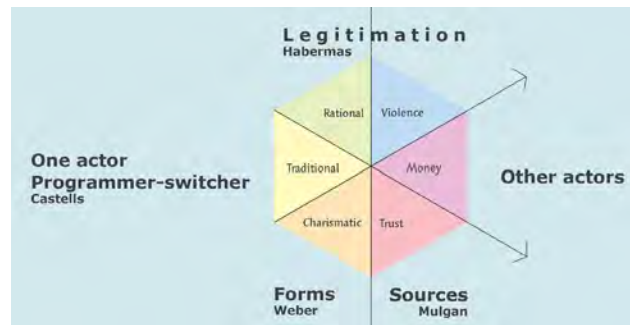 Legitimation
Habermas
Rational
Violence
One actor
Programmer-switcher
Castells
Traditional
Money
Other actors
Charismatic
Trust
Forms
Weber
Sources
Mulgan